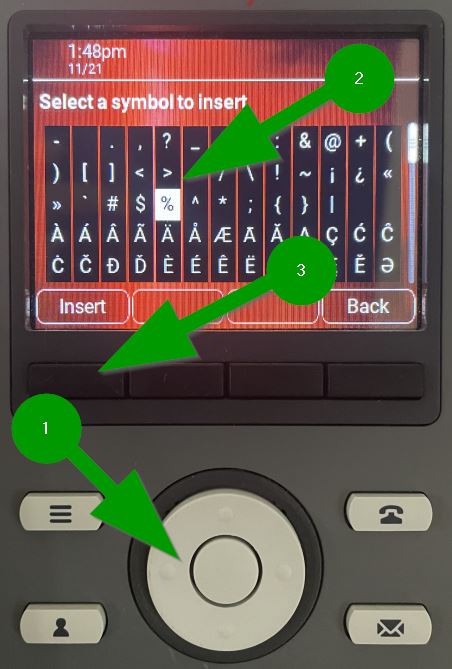 1:48pm
11/21
2
Select a symbol to insert
- . , ? _ : & @ + (
) [ ] < > / \ ! ~ ¡ ¿ «
» ` # $ % ^ * ; { } |
À Á Â Ã Ä Å Æ Ā Ă Ç Ć Ĉ
Ċ Č Đ Ď È É Ê Ë Ě Ə
3
Insert
Back
1